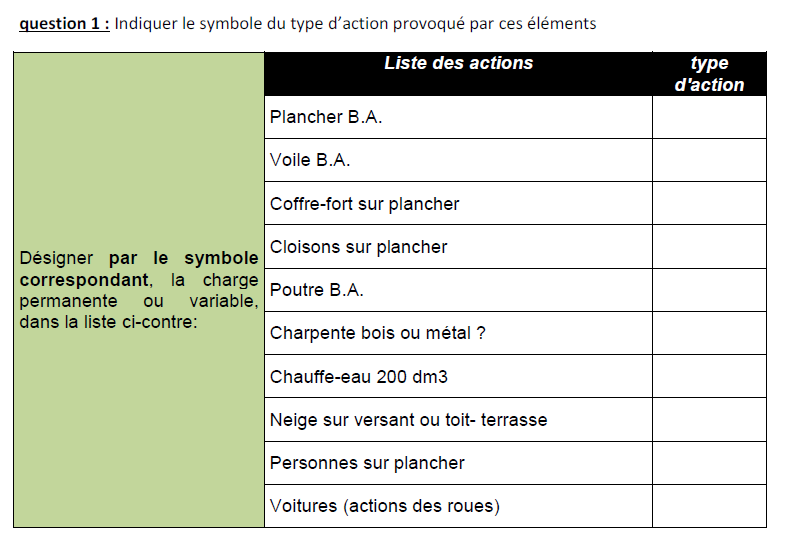 question 1 : Indiquer le symbole du type d’action provoqué par ces éléments
Liste des actions
type
d'action
Désigner par le symbole
correspondant, la charge
permanente ou variable,
dans la liste ci-contre:
Plancher B.A.
Voile B.A.
Coffre-fort sur plancher
Cloisons sur plancher
Poutre B.A.
Charpente bois ou métal ?
Chauffe-eau 200 dm3
Neige sur versant ou toit- terrasse
Personnes sur plancher
Voitures (actions des roues)